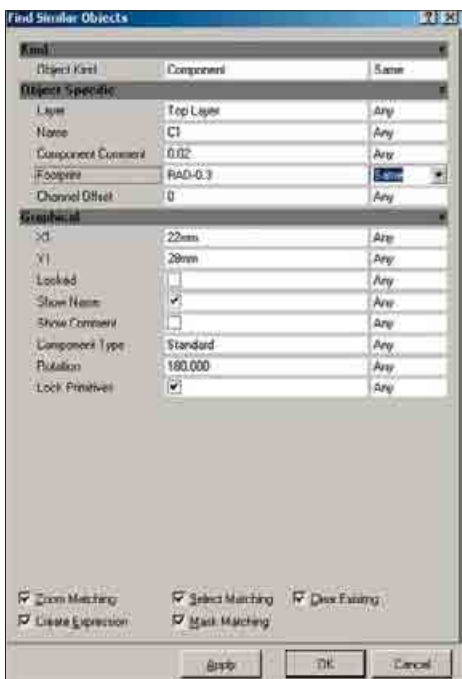 Find Similar Objects
Kind
Object Kind Component Same
Object Specific
Layer Top Layer Any
Name C1 Any
Component Comment 0.02 Any
Footprint RAD-0.3 Same
Channel Offset 0 Any
Graphical
X1 22mm Any
Y1 28mm Any
Locked Any
Show Name Any
Show Comment Any
Component Type Standard Any
Rotation 180.000 Any
Lock Primitives Any
Zoom Matching Select Matching Clear Existing
Create Expression Mask Matching
Apply OK Cancel